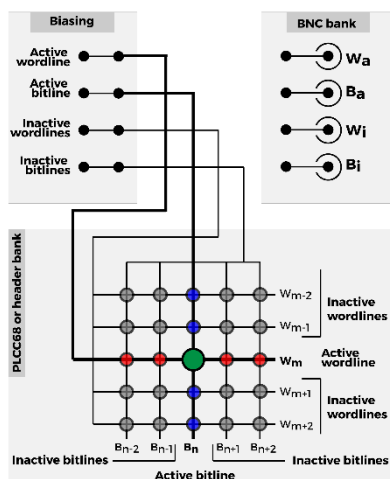 Biasing
BNC bank
Active
wordline
Active
bitline
Inactive
wordlines
Inactive
bitlines
Wa
Ba
Wi
Bi
PLCC68 or header bank
Wm-2
Wm-1
Wm
Wm+1
Wm+2
Inactive
wordlines
Active
wordline
Inactive
wordlines
Bn-2 Bn-1 Bn Bn+1 Bn+2
Inactive bitlines
Inactive bitlines
Active bitline